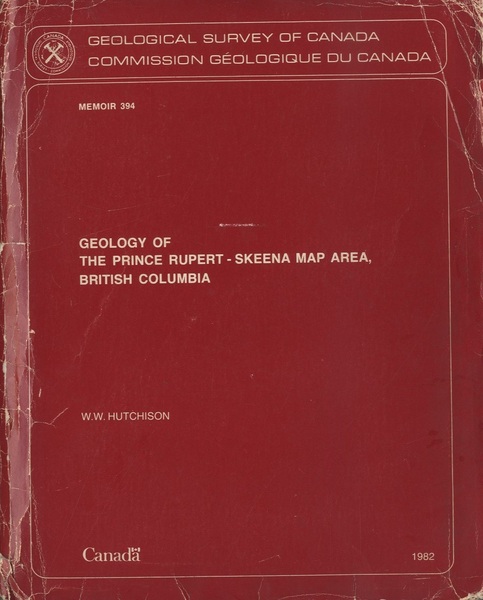 GEOLOGICAL SURVEY OF CANADA
COMMISSION GÉOLOGIQUE DU CANADA
MEMOIR 394
GEOLOGY OF
THE PRINCE RUPERT - SKEENA MAP AREA,
BRITISH COLUMBIA
W.W. HUTCHISON
Canada
1982